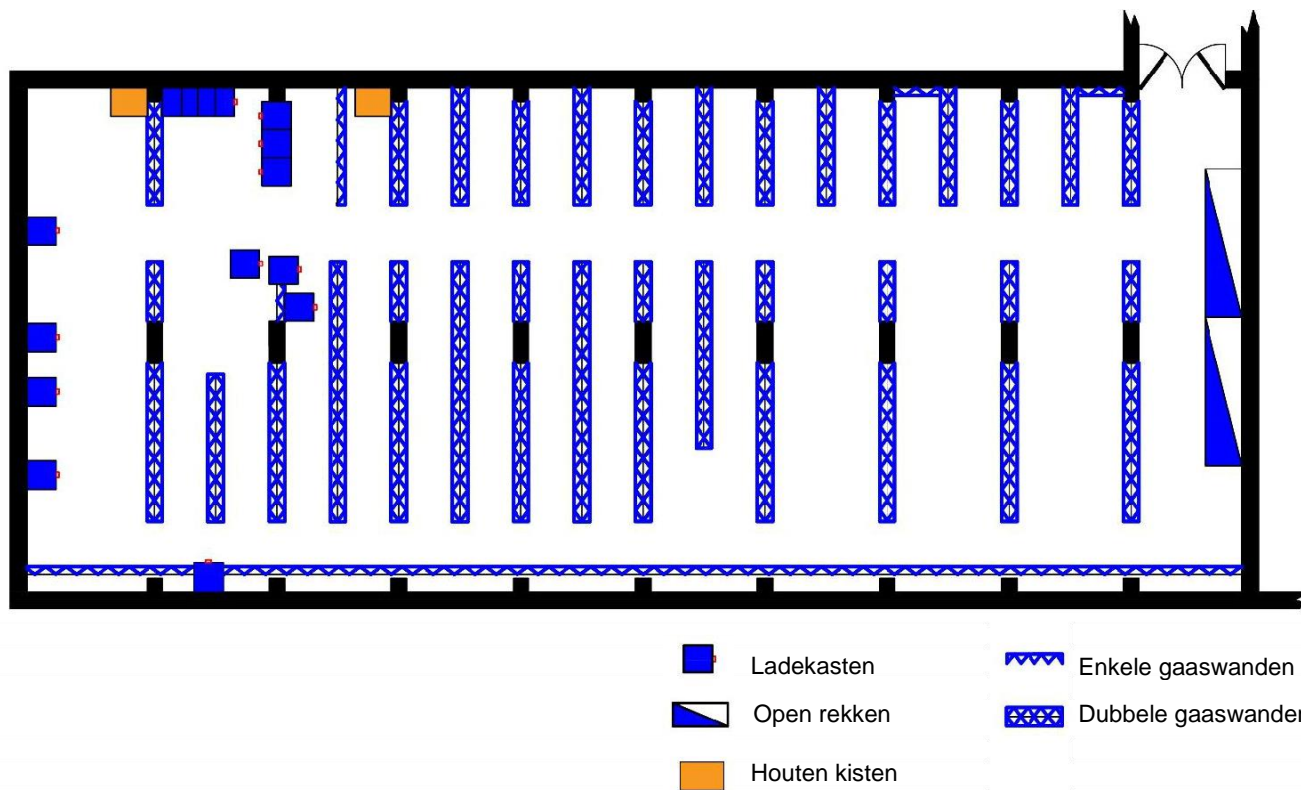 Ladekasten
Enkele gaaswanden
Open rekken
Dubbele gaaswanden
Houten kisten